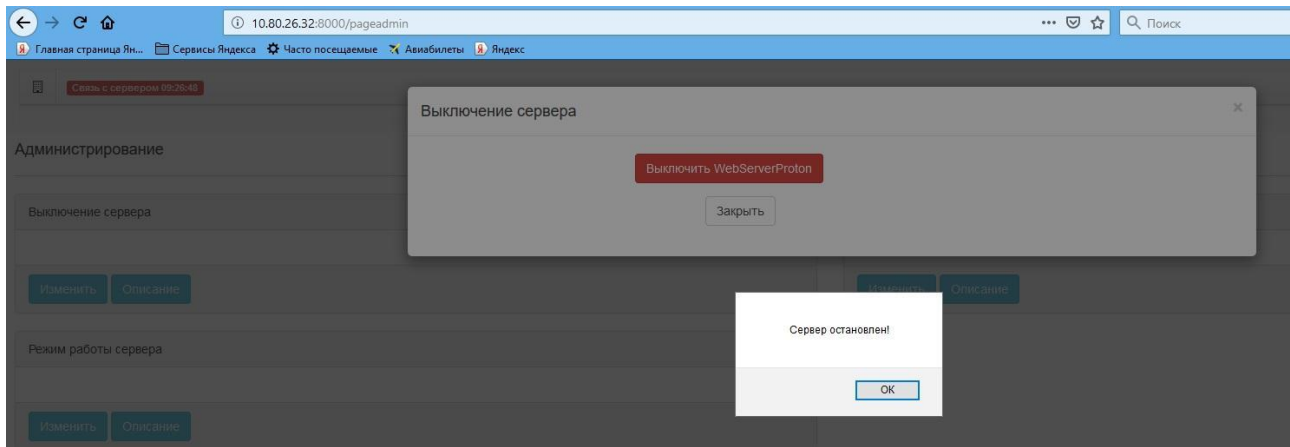 10.80.26.32:8000/pageadmin
Поиск
Главная страница Ян... Сервисы Яндекса Часто посещаемые Авиабилеты Яндекс
Связь с сервером 09:26:48
Выключение сервера
Администрирование
Выключить WebServerProton
Закрыть
Выключение сервера
Изменить Описание
Изменить Описание
Сервер остановлен!
OK
Режим работы сервера
Изменить Описание